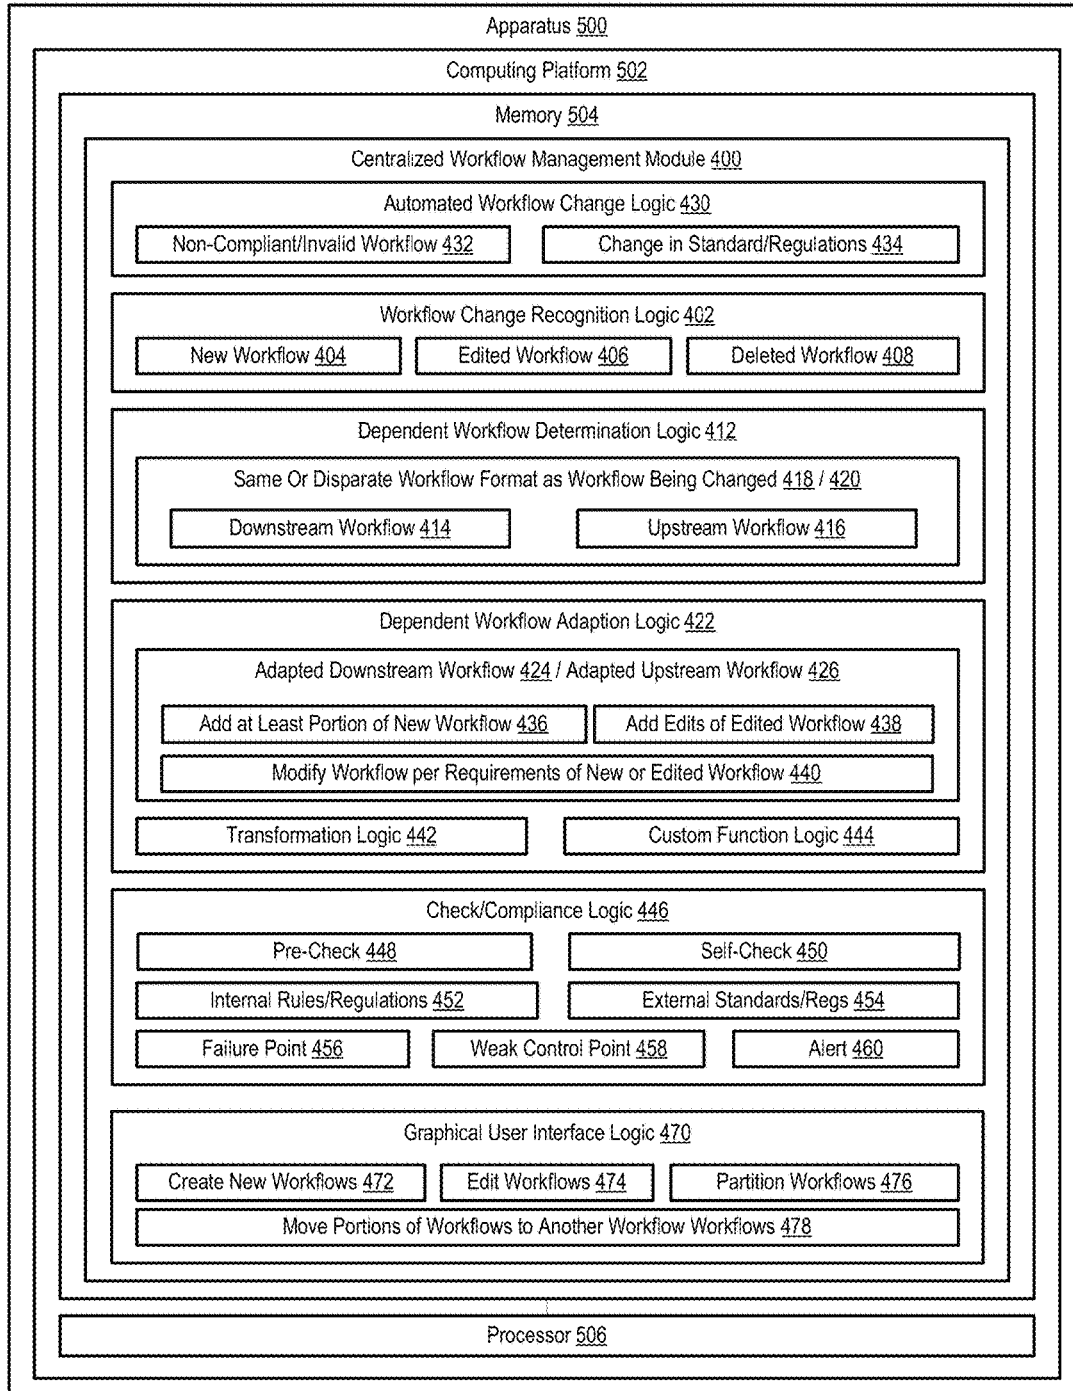 Apparatus 500
Computing Platform 502
Memory 504
Centralized Workflow Management Module 400
Automated Workflow Change Logic 430
Non-Compliant/Invalid Workflow 432
Change in Standard/Regulations 434
Workflow Change Recognition Logic 402
New Workflow 404
Edited Workflow 406
Deleted Workflow 408
Dependent Workflow Determination Logic 412
Same Or Disparate Workflow Format as Workflow Being Changed 418 / 420
Downstream Workflow 414
Upstream Workflow 416
Dependent Workflow Adaption Logic 422
Adapted Downstream Workflow 424 / Adapted Upstream Workflow 426
Add at Least Portion of New Workflow 436
Add Edits of Edited Workflow 438
Modify Workflow per Requirements of New or Edited Workflow 440
Transformation Logic 442
Custom Function Logic 444
Check/Compliance Logic 446
Pre-Check 448
Self-Check 450
Internal Rules/Regulations 452
External Standards/Regs 454
Failure Point 456
Weak Control Point 458
Alert 460
Graphical User Interface Logic 470
Create New Workflows 472
Edit Workflows 474
Partition Workflows 476
Move Portions of Workflows to Another Workflow Workflows 478
Processor 506